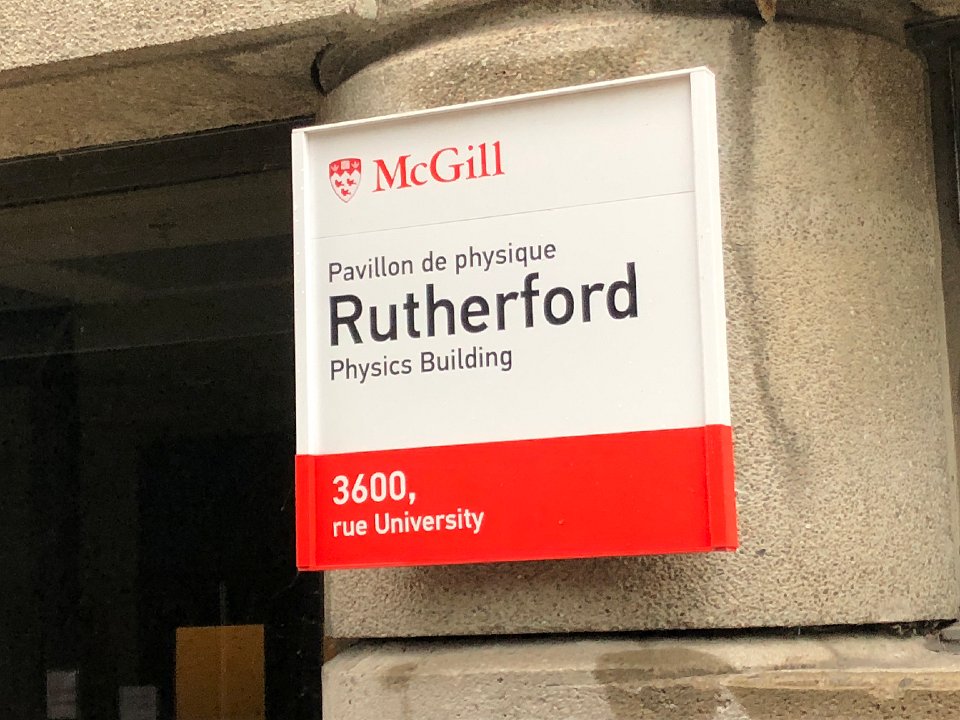 McGill
Pavillon de physique
Rutherford
Physics Building
3600,
rue University